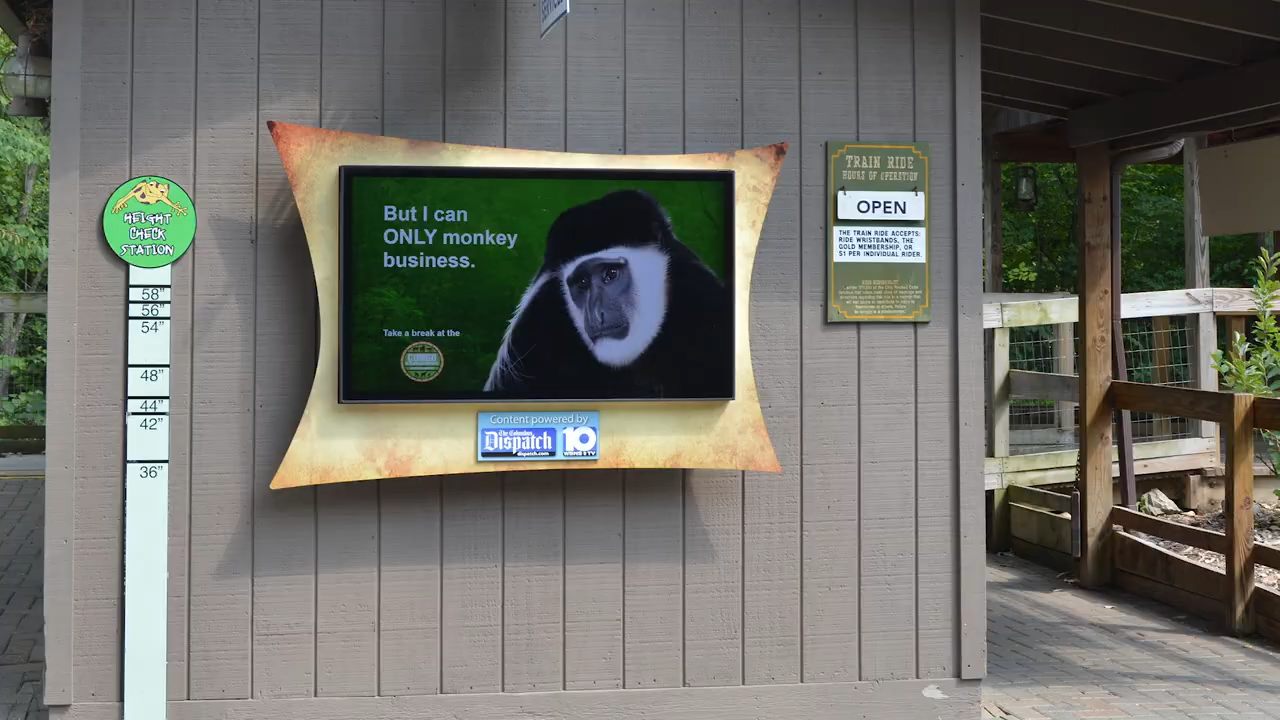 HEIGHT
CHECK
STATION
58"
56"
54"
48"
44"
42"
36"
But I can
ONLY monkey
business.
Take a break at the
Content powered by
The Columbus
Dispatch
dispatch.com
10
TRAIN RIDE
HOURS OF OPERATION
OPEN
THE TRAIN RIDE ACCEPTS:
RIDE WRISTBANDS, THE
GOLD MEMBERSHIP, OR
$1 PER INDIVIDUAL RIDER.